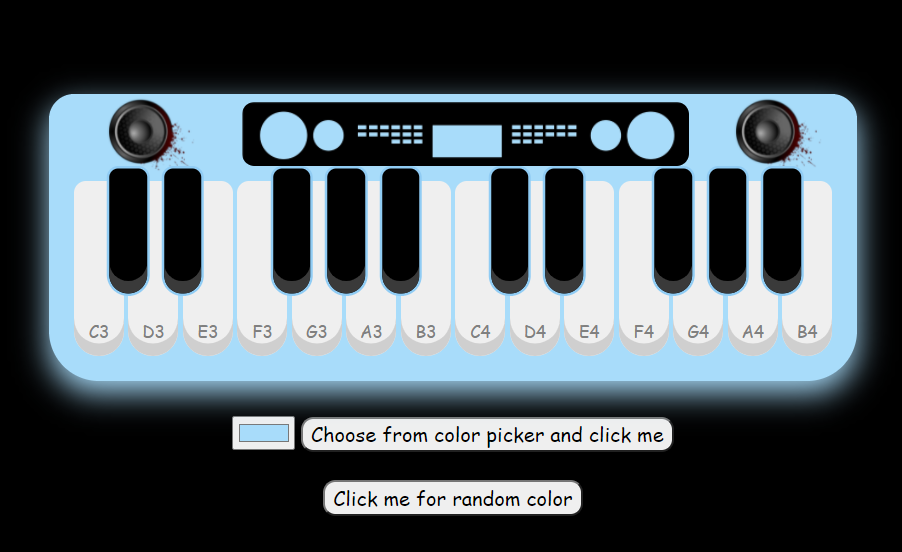 C3 D3 E3 F3 G3 A3 B3 C4 D4 E4 F4 G4 A4 B4
Choose from color picker and click me
Click me for random color